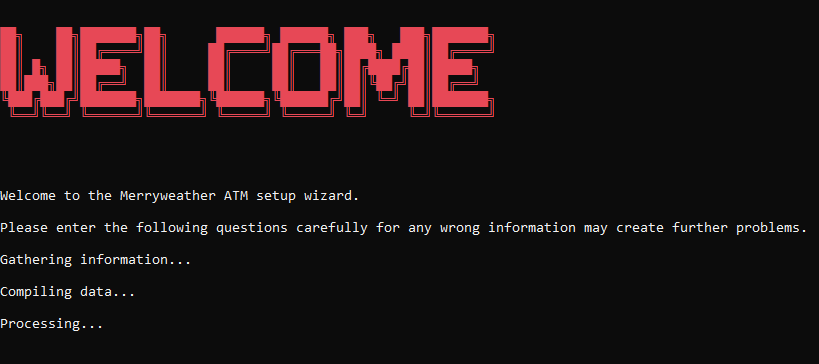 WELCOME
Welcome to the Merryweather ATM setup wizard.
Please enter the following questions carefully for any wrong information may create further problems.
Gathering information...
Compiling data...
Processing...